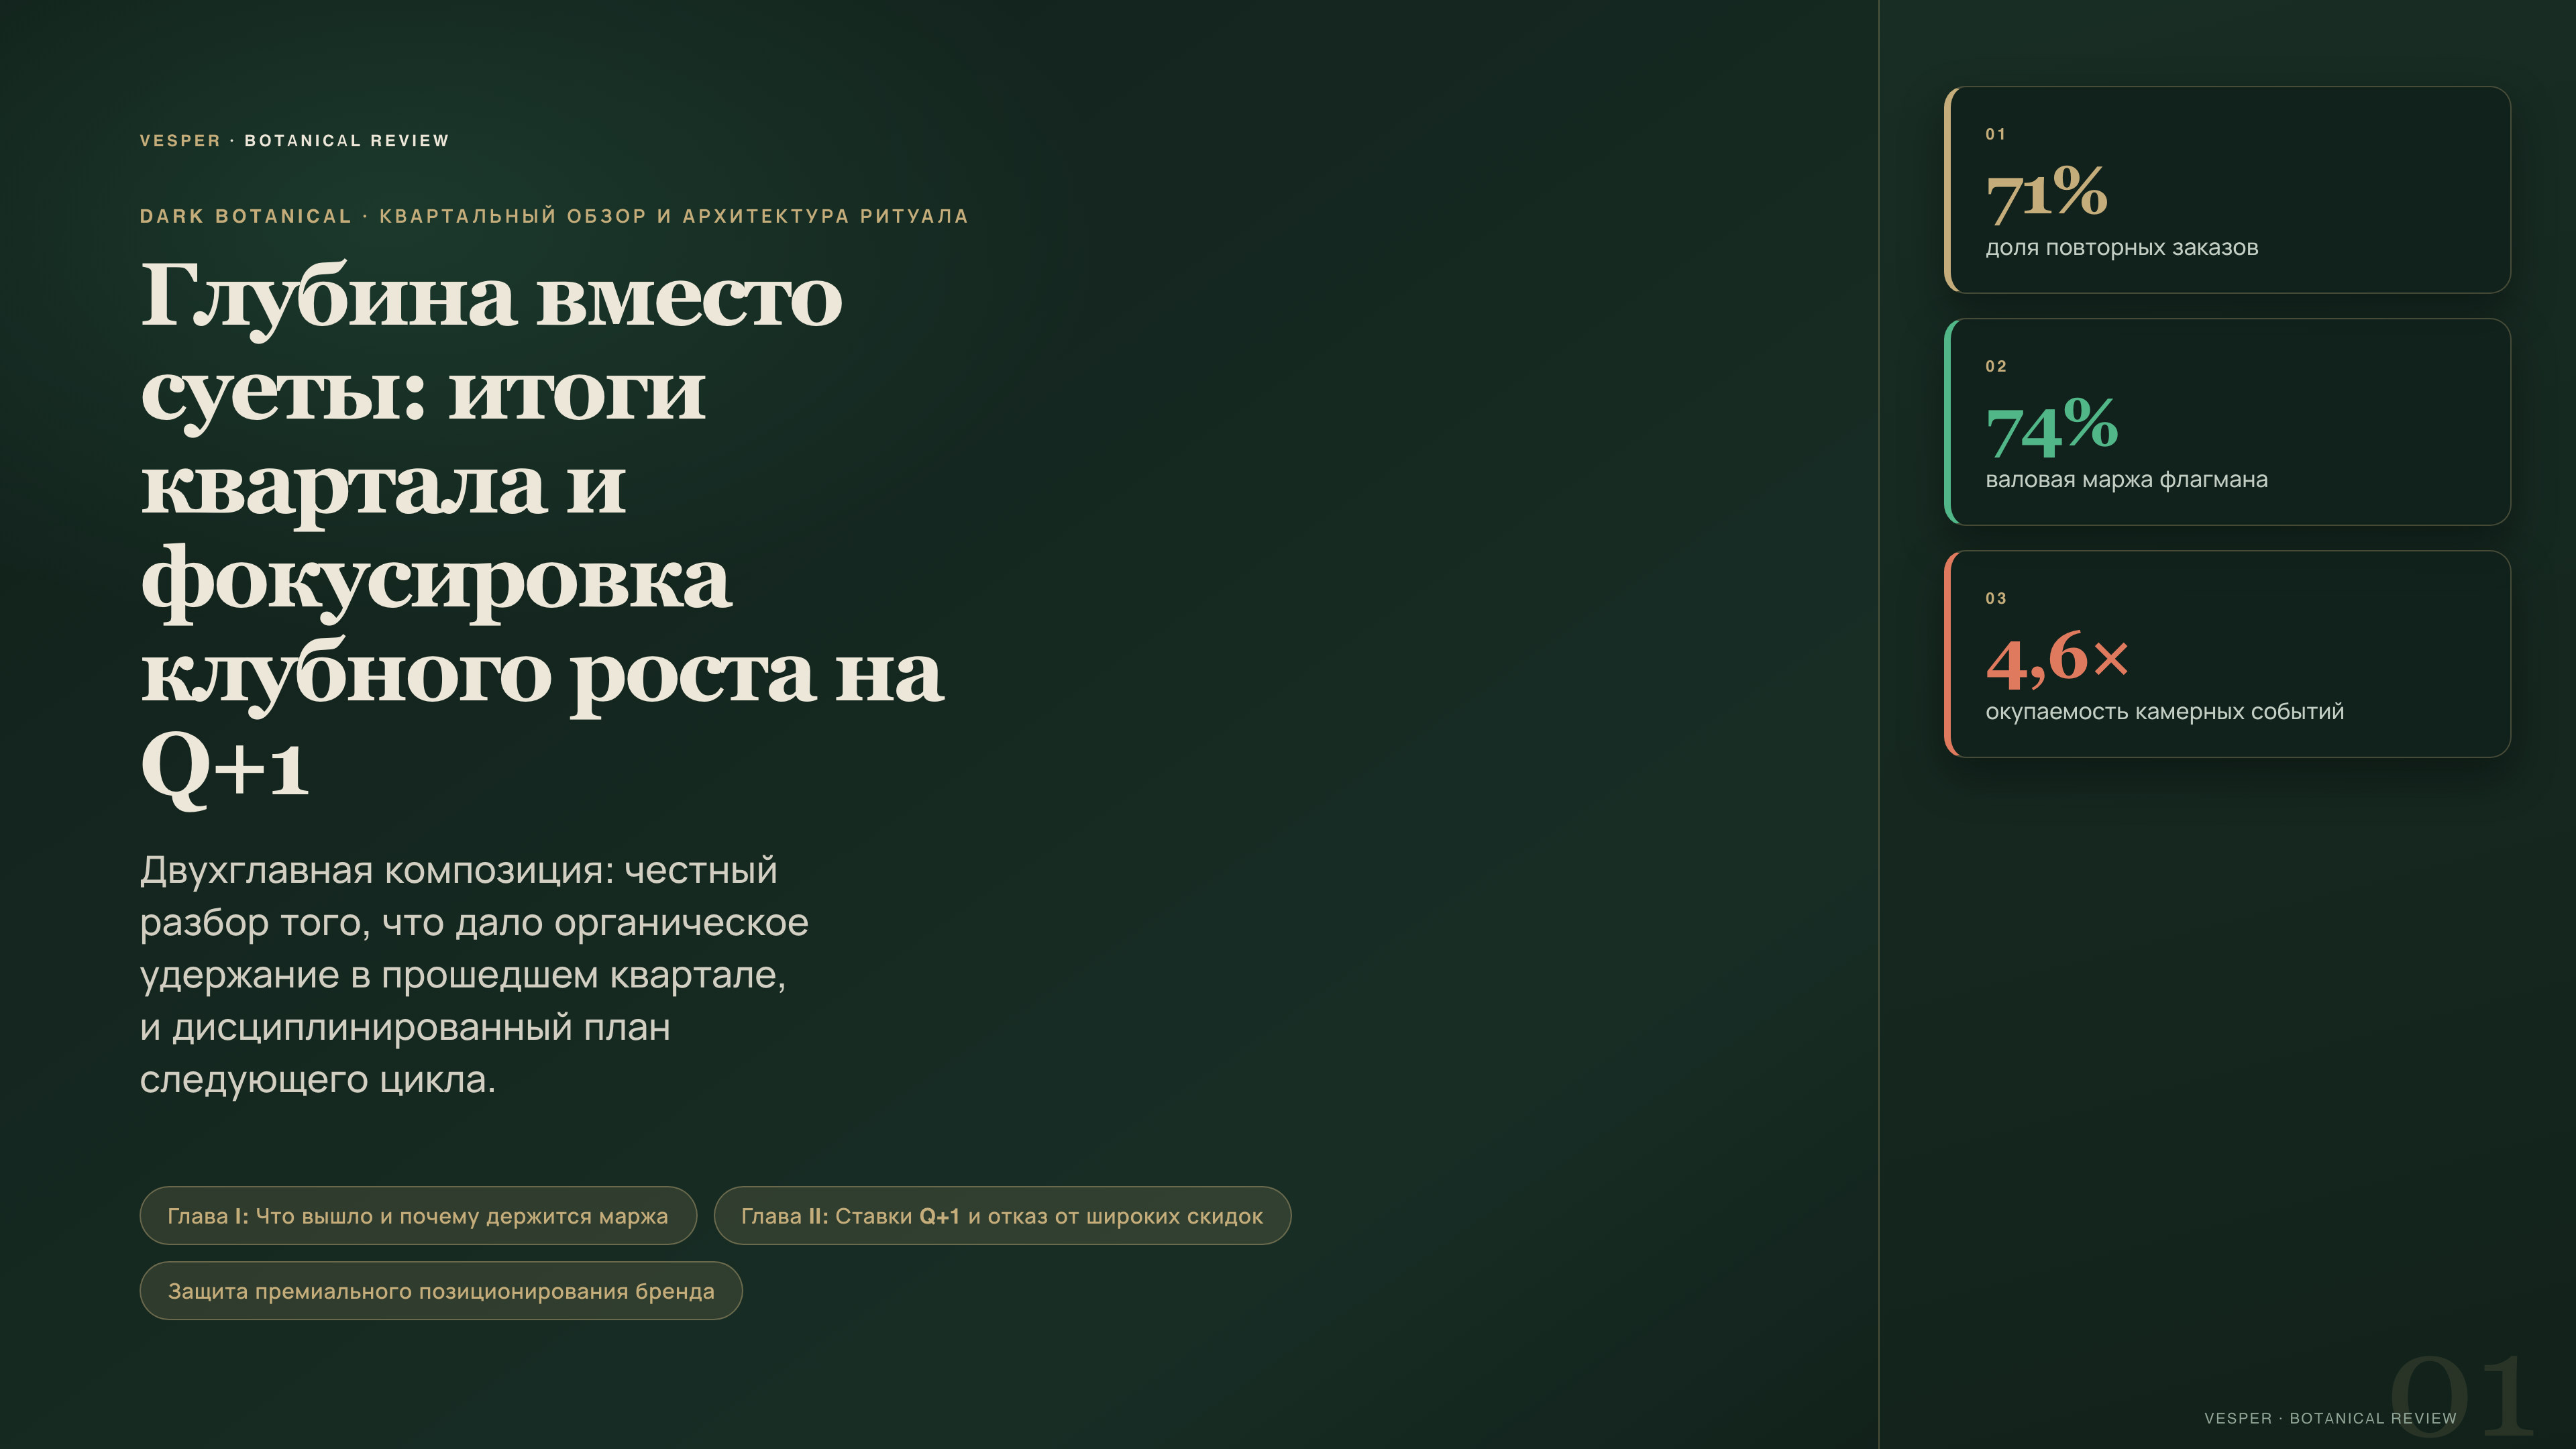 VESPER · BOTANICAL REVIEW
DARK BOTANICAL · КВАРТАЛЬНЫЙ ОБЗОР И АРХИТЕКТУРА РИТУАЛА
Глубина вместо
суеты: итоги
квартала и
фокусировка
клубного роста на
Q+1
Двухглавная композиция: честный
разбор того, что дало органическое
удержание в прошедшем квартале,
и дисциплинированный план
следующего цикла.
Глава I: Что вышло и почему держится маржа
Глава II: Ставки Q+1 и отказ от широких скидок
Защита премиального позиционирования бренда
01
71%
доля повторных заказов
02
74%
валовая маржа флагмана
03
4,6×
окупаемость камерных событий
VESPER · BOTANICAL REVIEW
01